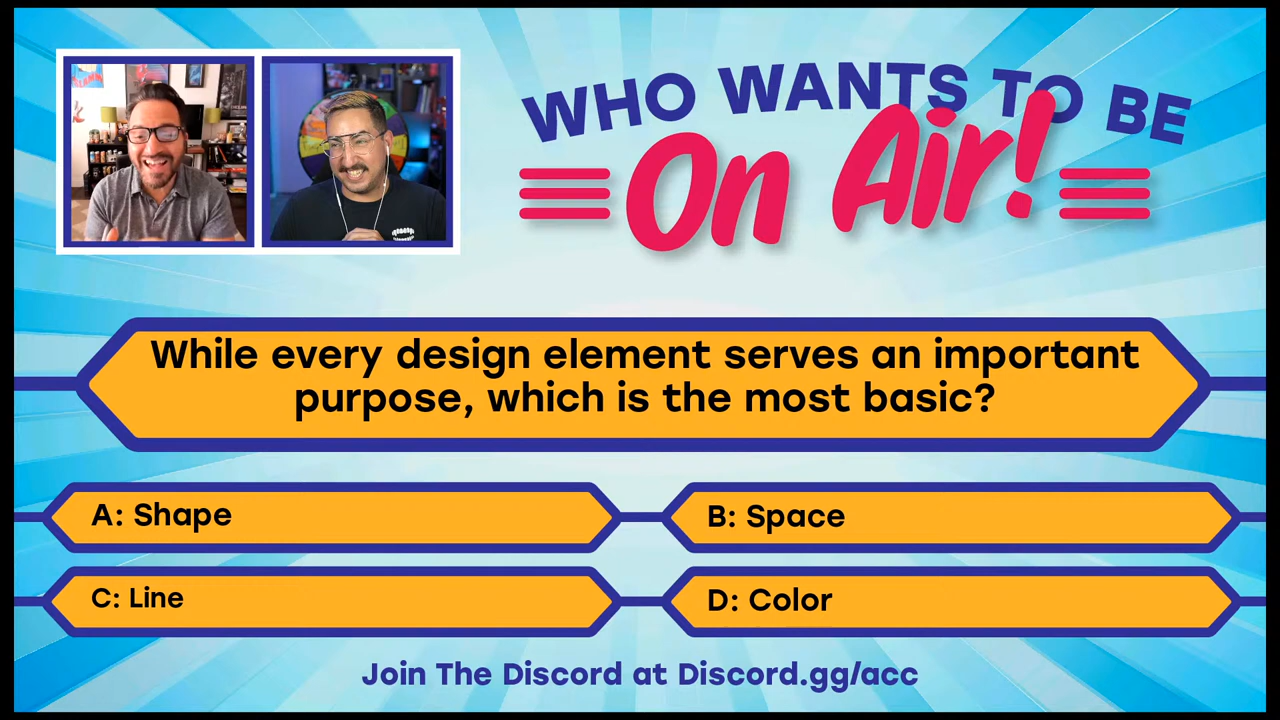 WHO WANTS TO BE
On Air!
While every design element serves an important
purpose, which is the most basic?
A: Shape
B: Space
C: Line
D: Color
Join The Discord at Discord.gg/acc